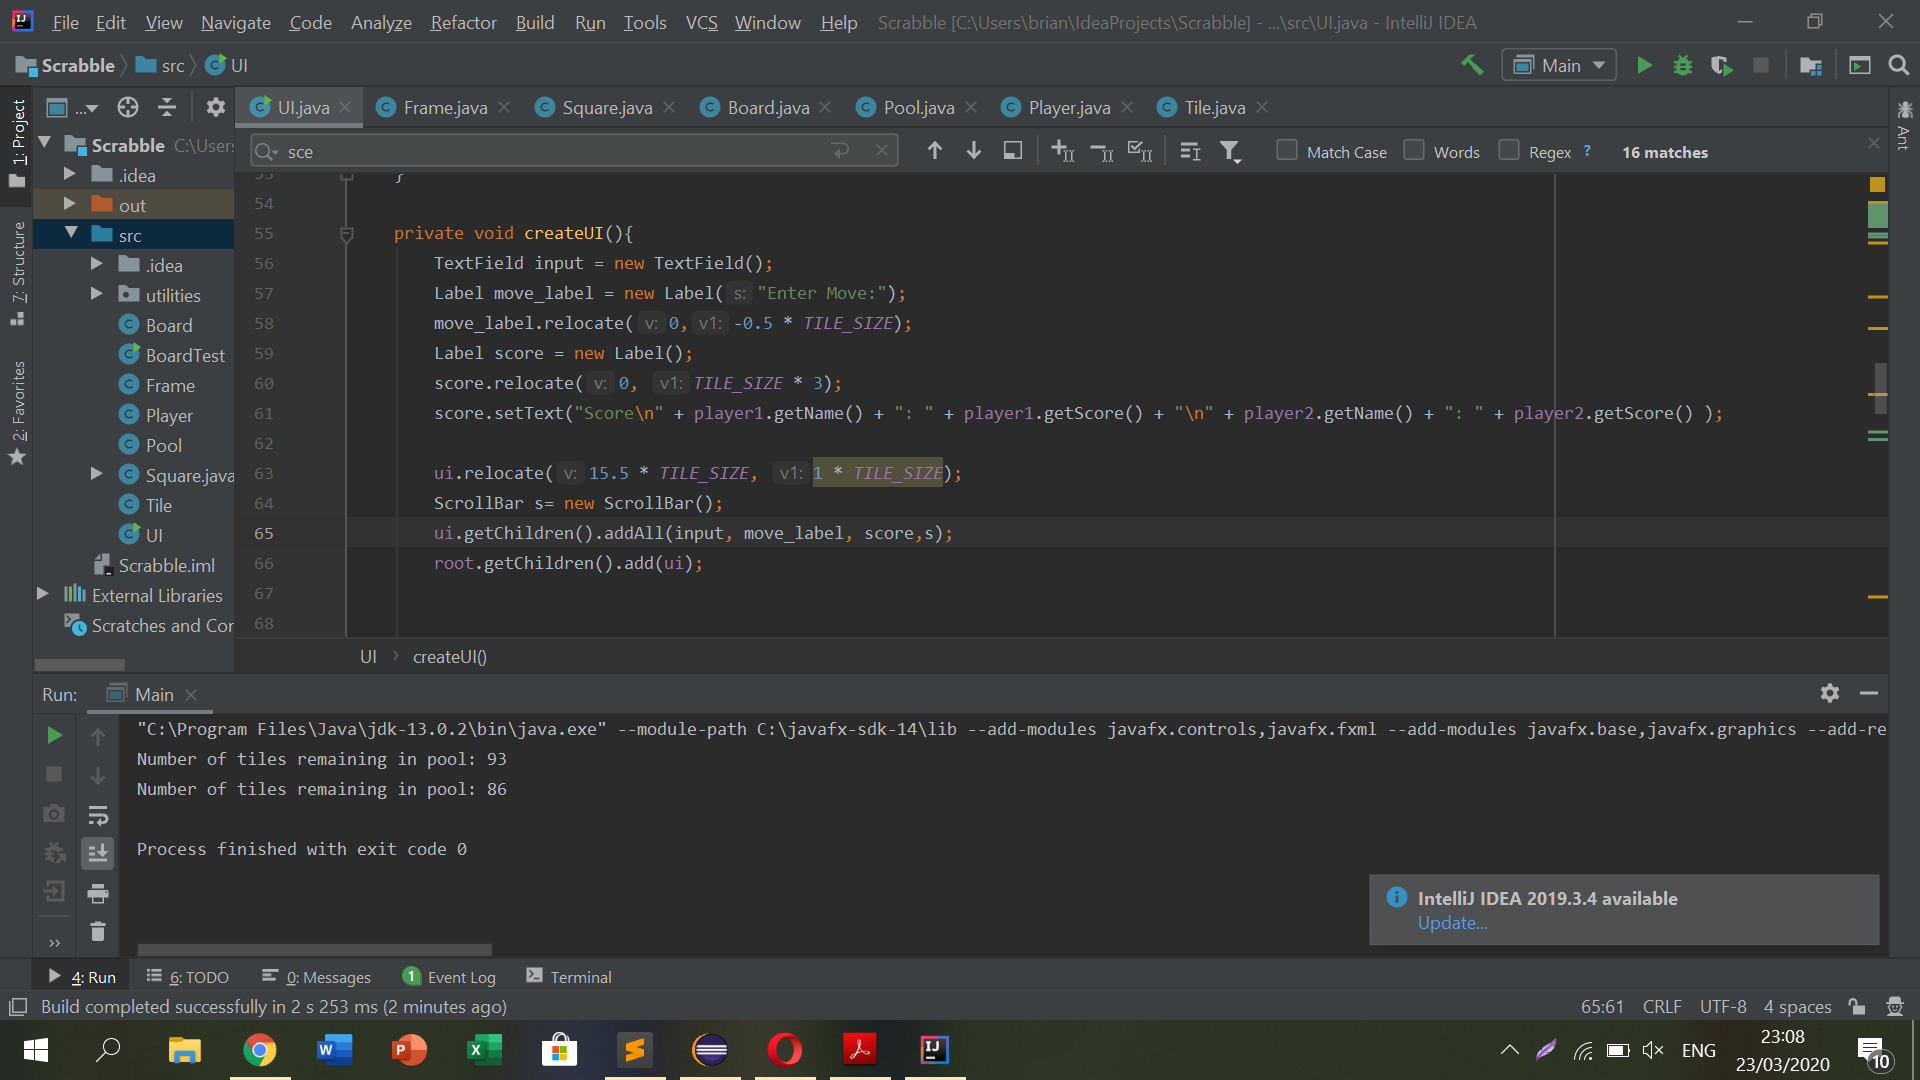 File Edit View Navigate Code Analyze Refactor Build Run Tools VCS Window Help Scrabble [C:\Users\brian\IdeaProjects\Scrabble] - ...\src\UI.java - IntelliJ IDEA
Scrabble src UI Main
1: Project
7: Structure
2: Favorites
Ant
...
UI.java Frame.java Square.java Board.java Pool.java Player.java Tile.java
sce Match Case Words Regex ? 16 matches
Scrabble C:\Users
.idea
out
src
.idea
utilities
Board
BoardTest
Frame
Player
Pool
Square.java
Tile
UI
Scrabble.iml
External Libraries
Scratches and Cor
53 }
54
55 private void createUI(){
56 TextField input = new TextField();
57 Label move_label = new Label( s: "Enter Move:");
58 move_label.relocate( v: 0, v1: -0.5 * TILE_SIZE);
59 Label score = new Label();
60 score.relocate( v: 0, v1: TILE_SIZE * 3);
61 score.setText("Score\n" + player1.getName() + ": " + player1.getScore() + "\n" + player2.getName() + ": " + player2.getScore() );
62
63 ui.relocate( v: 15.5 * TILE_SIZE, v1: 1 * TILE_SIZE);
64 ScrollBar s= new ScrollBar();
65 ui.getChildren().addAll(input, move_label, score,s);
66 root.getChildren().add(ui);
67
68
UI createUI()
Run: Main
"C:\Program Files\Java\jdk-13.0.2\bin\java.exe" --module-path C:\javafx-sdk-14\lib --add-modules javafx.controls,javafx.fxml --add-modules javafx.base,javafx.graphics --add-re
Number of tiles remaining in pool: 93
Number of tiles remaining in pool: 86
Process finished with exit code 0
IntelliJ IDEA 2019.3.4 available
Update...
4: Run 6: TODO 0: Messages 1 Event Log Terminal
Build completed successfully in 2 s 253 ms (2 minutes ago) 65:61 CRLF UTF-8 4 spaces
ENG 23:08
23/03/2020 10